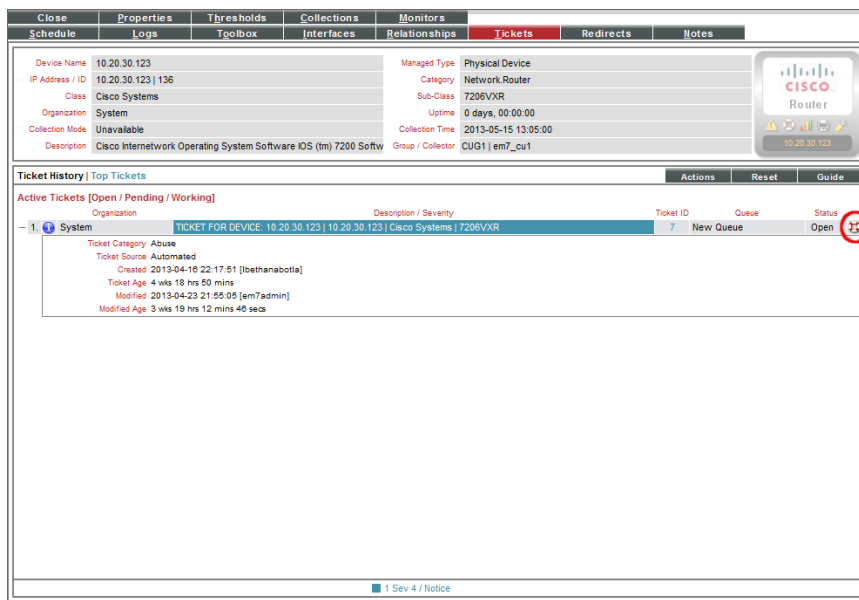 Close Properties Thresholds Collections Monitors
Schedule Logs Toolbox Interfaces Relationships Tickets Redirects Notes
Device Name 10.20.30.123 Managed Type Physical Device
IP Address / ID 10.20.30.123 | 136 Category Network.Router
Class Cisco Systems Sub-Class 7206VXR
Organization System Uptime 0 days, 00:00:00
Collection Mode Unavailable Collection Time 2013-05-15 13:05:00
Description Cisco Internetwork Operating System Software IOS (tm) 7200 Softw Group / Collector CUG1 | em7_cu1
CISCO
Router
10.20.30.123
Ticket History | Top Tickets Actions Reset Guide
Active Tickets [Open / Pending / Working]
Organization Description / Severity Ticket ID Queue Status
1. System TICKET FOR DEVICE: 10.20.30.123 | 10.20.30.123 | Cisco Systems | 7206VXR 7 New Queue Open
Ticket Category Abuse
Ticket Source Automated
Created 2013-04-16 22:17:51 [lbethanabotla]
Ticket Age 4 wks 18 hrs 50 mins
Modified 2013-04-23 21:55:05 [em7admin]
Modified Age 3 wks 19 hrs 12 mins 46 secs
1 Sev 4 / Notice